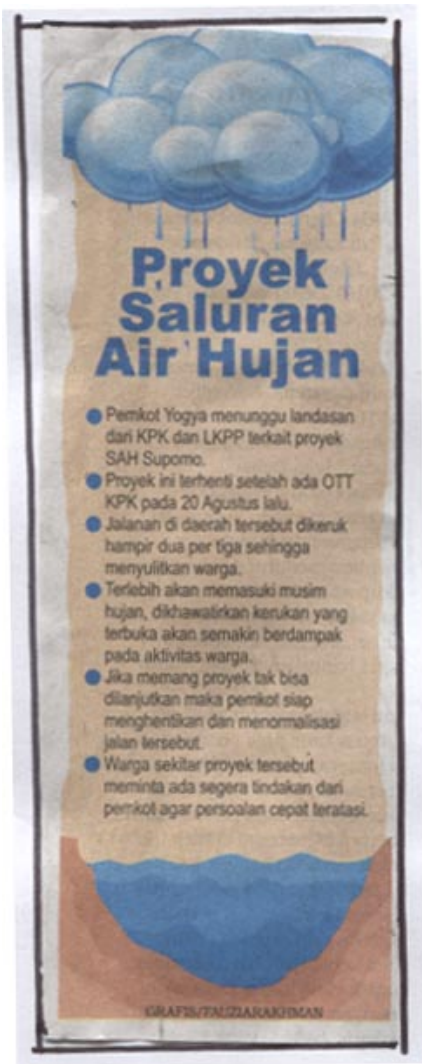 Proyek
Saluran
Air Hujan
Pemkot Yogya menunggu landasan
dari KPK dan LKPP terkait proyek
SAH Supomo.
Proyek ini terhenti setelah ada OTT
KPK pada 20 Agustus lalu.
Jalanan di daerah tersebut dikeruk
hampir dua per tiga sehingga
menyulitkan warga.
Terlebih akan memasuki musim
hujan, dikhawatirkan kerukan yang
terbuka akan semakin berdampak
pada aktivitas warga.
Jika memang proyek tak bisa
dilanjutkan maka pemkot siap
menghentikan dan menormalisasi
jalan tersebut.
Warga sekitar proyek tersebut
meminta ada segera tindakan dari
pemkot agar persoalan cepat teratasi.
GRAFIS/FAUZIARAKHMAN